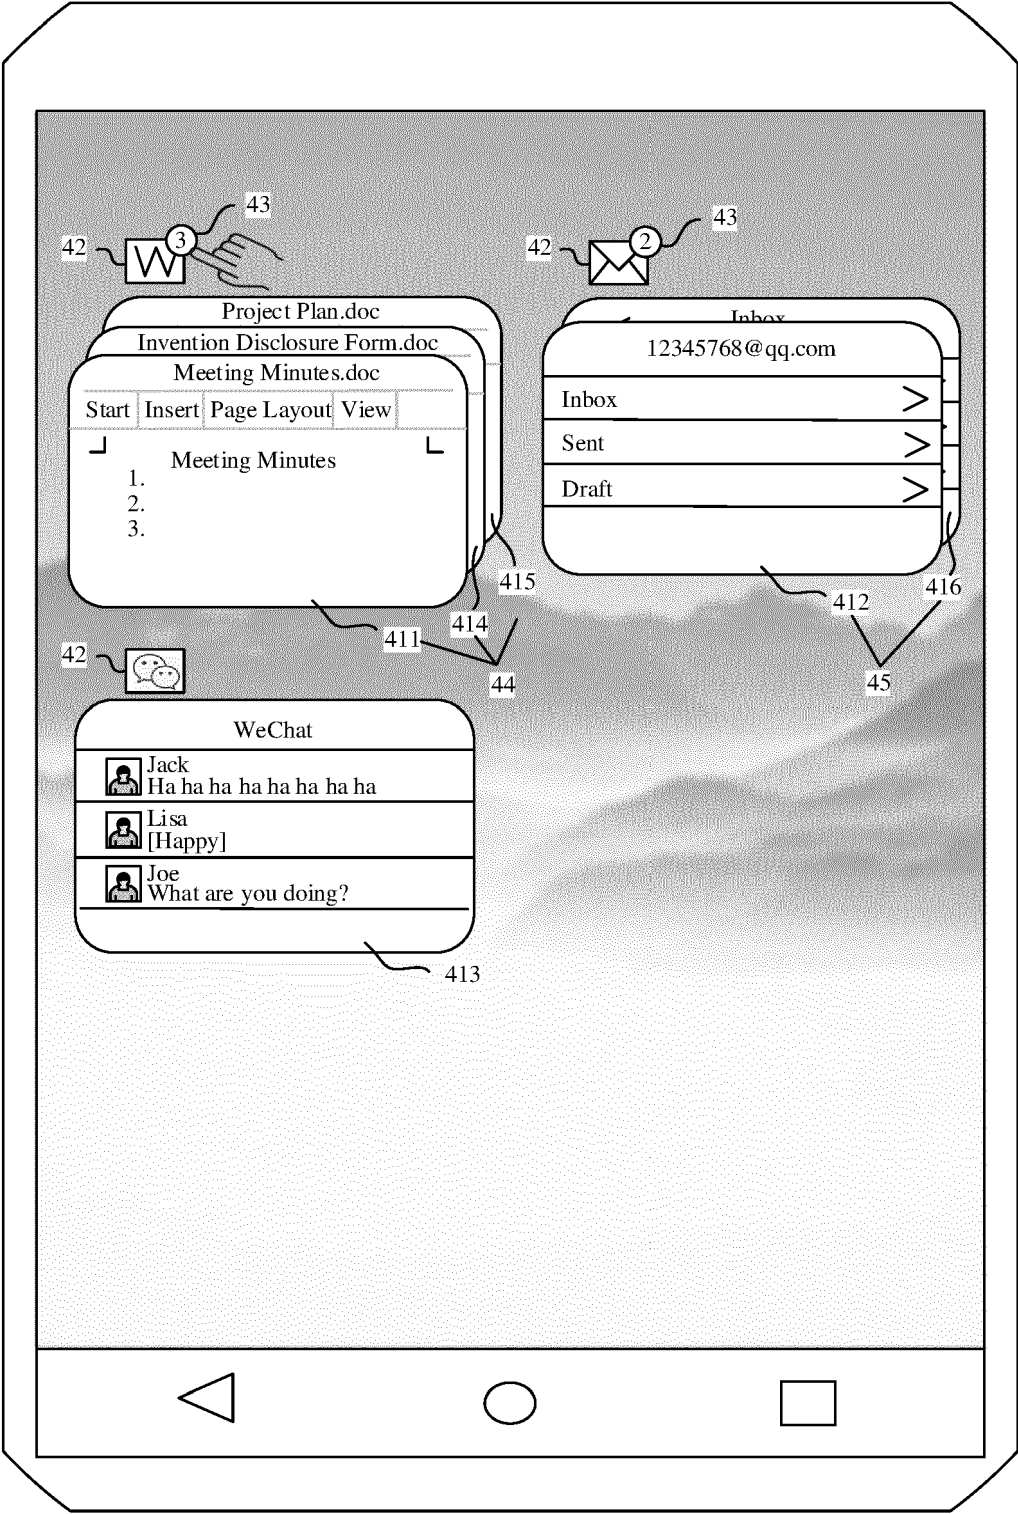 43
42
3
W
43
42
2
Project Plan.doc
Invention Disclosure Form.doc
Meeting Minutes.doc
Start Insert Page Layout View
Meeting Minutes
1.
2.
3.
Inbox
12345768@qq.com
Inbox
Sent
Draft
415
414
411
44
416
412
45
42
WeChat
Jack
Ha ha ha ha ha ha ha ha
Lisa
[Happy]
Joe
What are you doing?
413